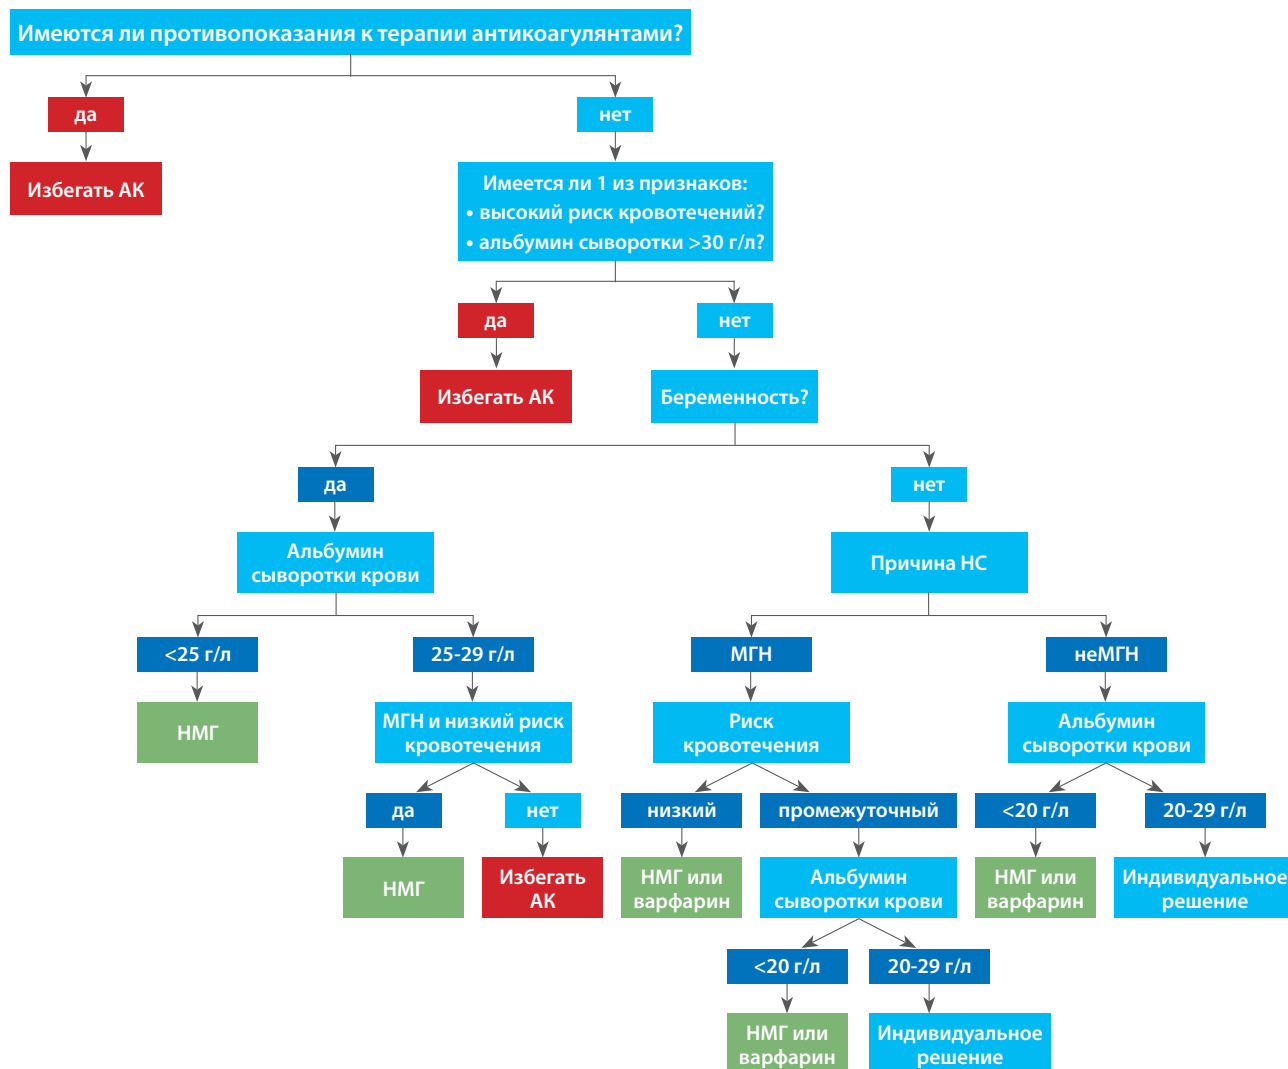 Имеются ли противопоказания к терапии антикоагулянтами?
да
нет
Избегать АК
Имеется ли 1 из признаков:
• высокий риск кровотечений?
• альбумин сыворотки >30 г/л?
да
нет
Избегать АК
Беременность?
да
нет
Альбумин
сыворотки крови
Причина НС
<25 г/л
25-29 г/л
МГН
неМГН
НМГ
МГН и низкий риск
кровотечения
Риск
кровотечения
Альбумин
сыворотки крови
да
нет
низкий
промежуточный
<20 г/л
20-29 г/л
НМГ
Избегать
АК
НМГ или
варфарин
Альбумин
сыворотки крови
НМГ или
варфарин
Индивидуальное
решение
<20 г/л
20-29 г/л
НМГ или
варфарин
Индивидуальное
решение